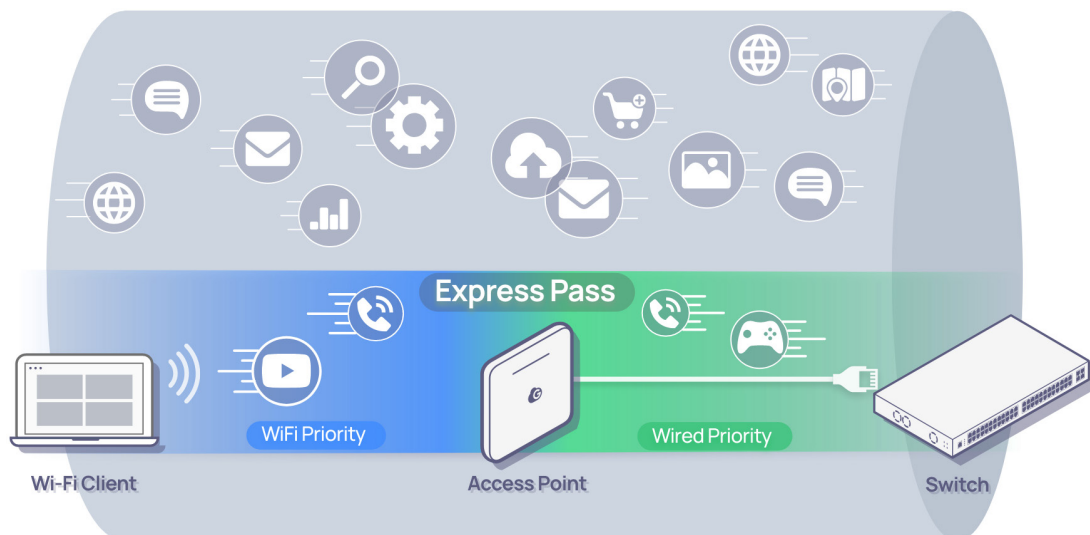 Express Pass
WiFi Priority
Wired Priority
Wi-Fi Client
Access Point
Switch